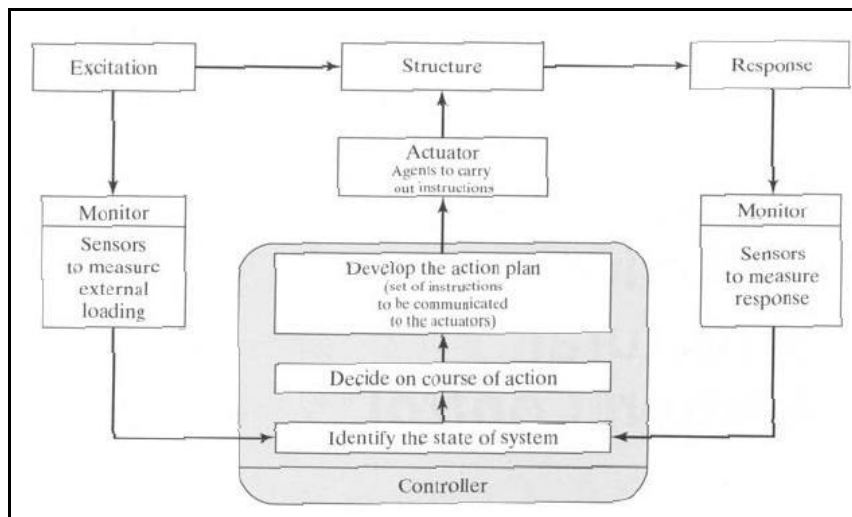 Excitation
Structure
Response
Actuator
Agents to carry
out instructions
Monitor
Sensors
to measure
external
loading
Monitor
Sensors
to measure
response
Develop the action plan
(set of instructions
to be communicated
to the actuators)
Decide on course of action
Identify the state of system
Controller